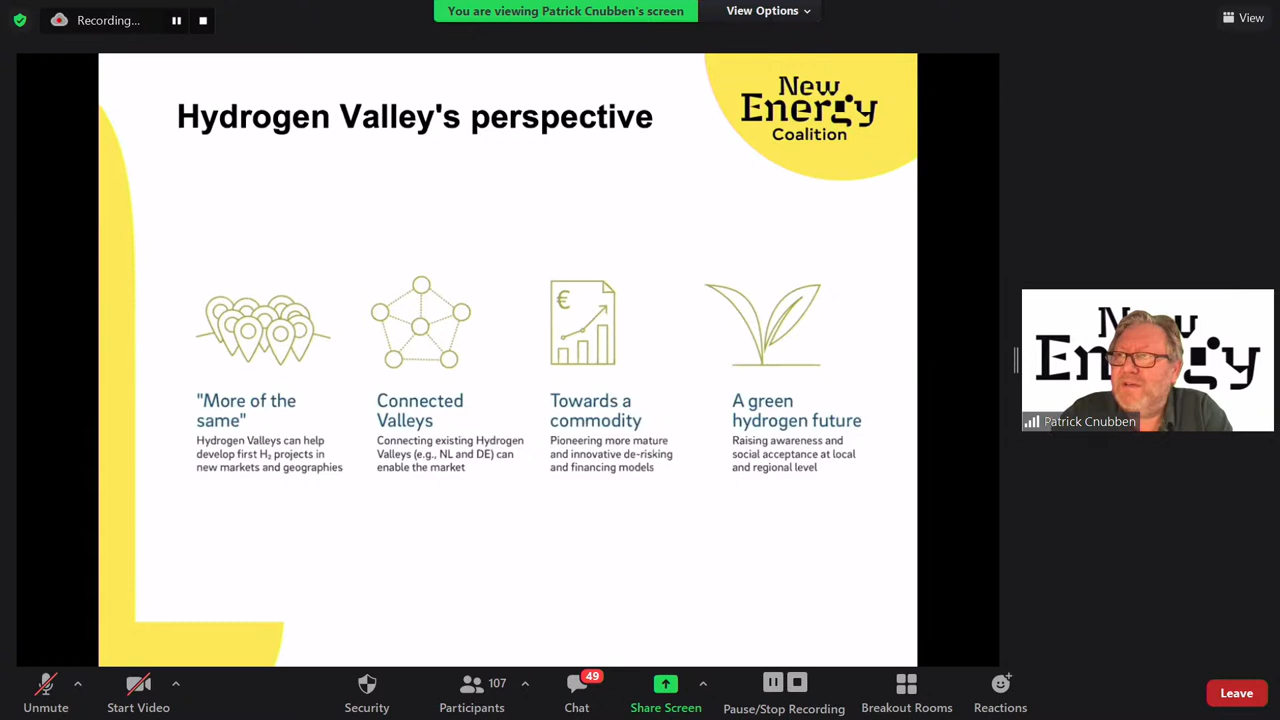 Recording...
You are viewing Patrick Cnubben's screen
View Options
View
Hydrogen Valley's perspective
New
Energy
Coalition
€
"More of the
same"
Hydrogen Valleys can help
develop first H₂ projects in
new markets and geographies
Connected
Valleys
Connecting existing Hydrogen
Valleys (e.g., NL and DE) can
enable the market
Towards a
commodity
Pioneering more mature
and innovative de-risking
and financing models
A green
hydrogen future
Raising awareness and
social acceptance at local
and regional level
New
Energy
Patrick Cnubben
Unmute
Start Video
Security
107
Participants
49
Chat
Share Screen
Pause/Stop Recording
Breakout Rooms
Reactions
Leave